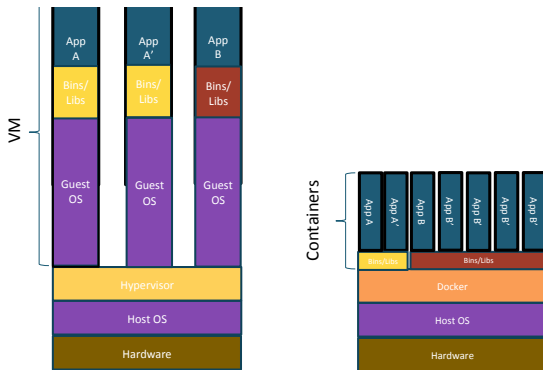 VM
App
A
App
A’
App
B
Bins/
Libs
Bins/
Libs
Bins/
Libs
Guest
OS
Guest
OS
Guest
OS
Hypervisor
Host OS
Hardware
Containers
App A
App A’
App B
App B’
App B’
App B’
App B’
Bins/Libs
Bins/Libs
Docker
Host OS
Hardware